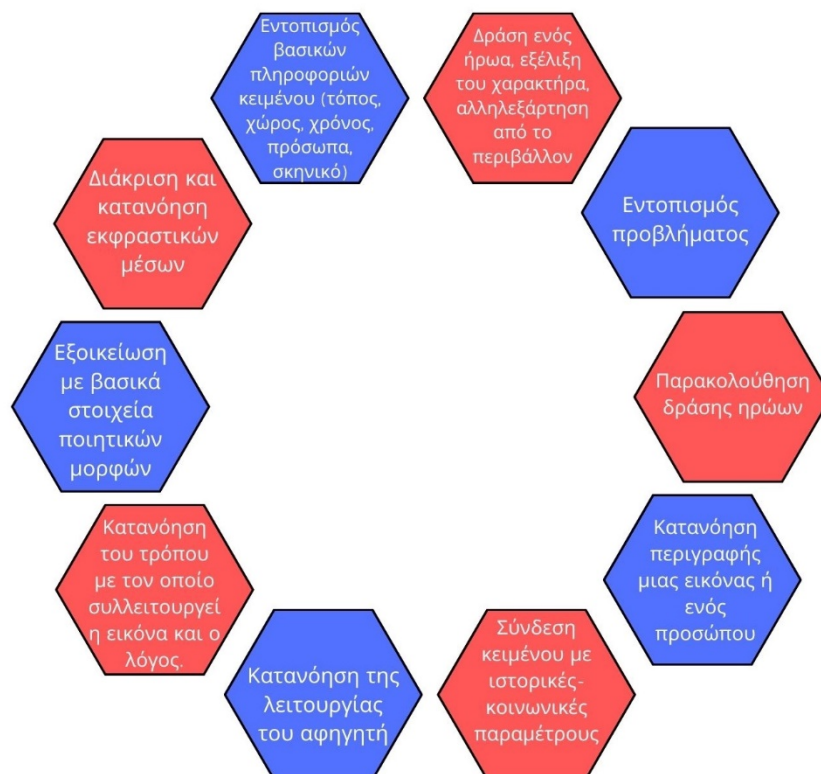 Εντοπισμός
βασικών
πληροφοριών
κειμένου (τόπος,
χώρος, χρόνος,
πρόσωπα,
σκηνικό)
Δράση ενός
ήρωα, εξέλιξη
του χαρακτήρα,
αλληλεξάρτηση
από το
περιβάλλον
Εντοπισμός
προβλήματος
Παρακολούθηση
δράσης ηρώων
Κατανόηση
περιγραφής
μιας εικόνας ή
ενός
προσώπου
Σύνδεση
κειμένου με
ιστορικές-
κοινωνικές
παραμέτρους
Κατανόηση της
λειτουργίας
του αφηγητή
Κατανόηση
του τρόπου
με τον οποίο
συλλειτουργεί
η εικόνα και ο
λόγος.
Εξοικείωση
με βασικά
στοιχεία
ποιητικών
μορφών
Διάκριση και
κατανόηση
εκφραστικών
μέσων